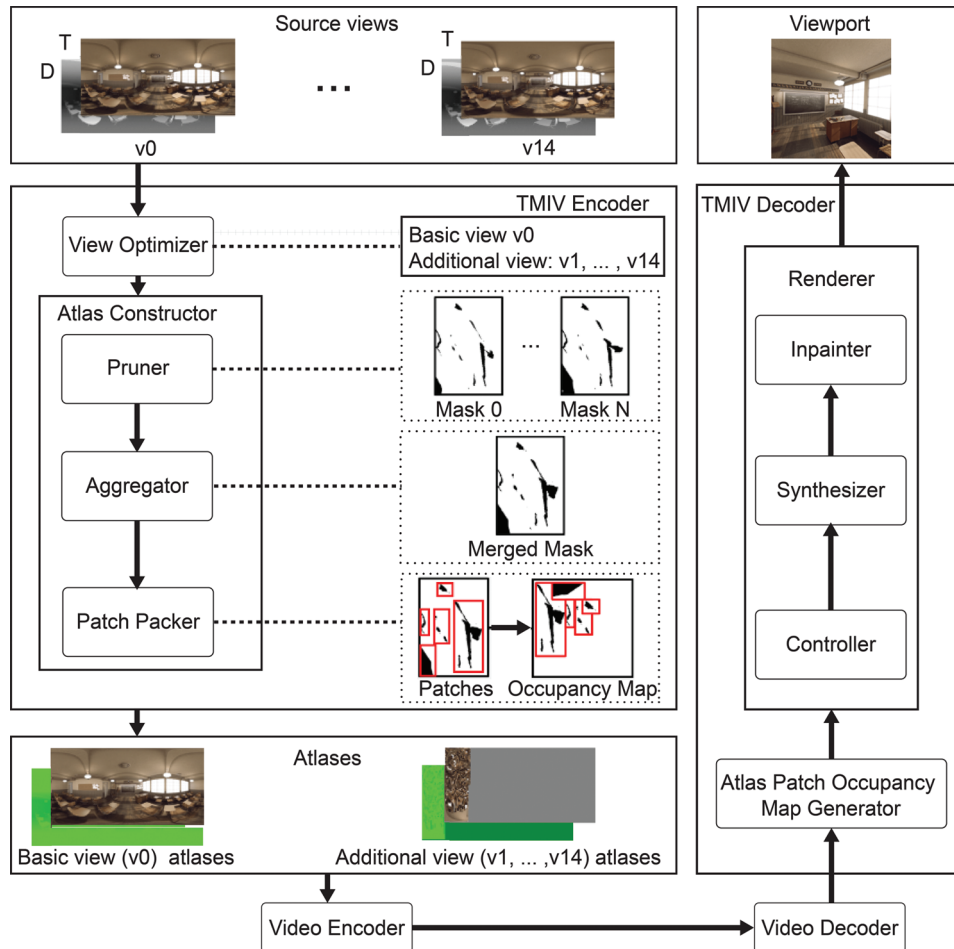 Source views
T
D
...
T
D
v0
v14
TMIV Encoder
View Optimizer
Basic view v0
Additional view: v1, ... , v14
Atlas Constructor
Pruner
...
Mask 0
Mask N
Aggregator
Merged Mask
Patch Packer
Patches
Occupancy Map
Atlases
Basic view (v0) atlases
Additional view (v1, ... ,v14) atlases
Video Encoder
Viewport
TMIV Decoder
Renderer
Inpainter
Synthesizer
Controller
Atlas Patch Occupancy
Map Generator
Video Decoder